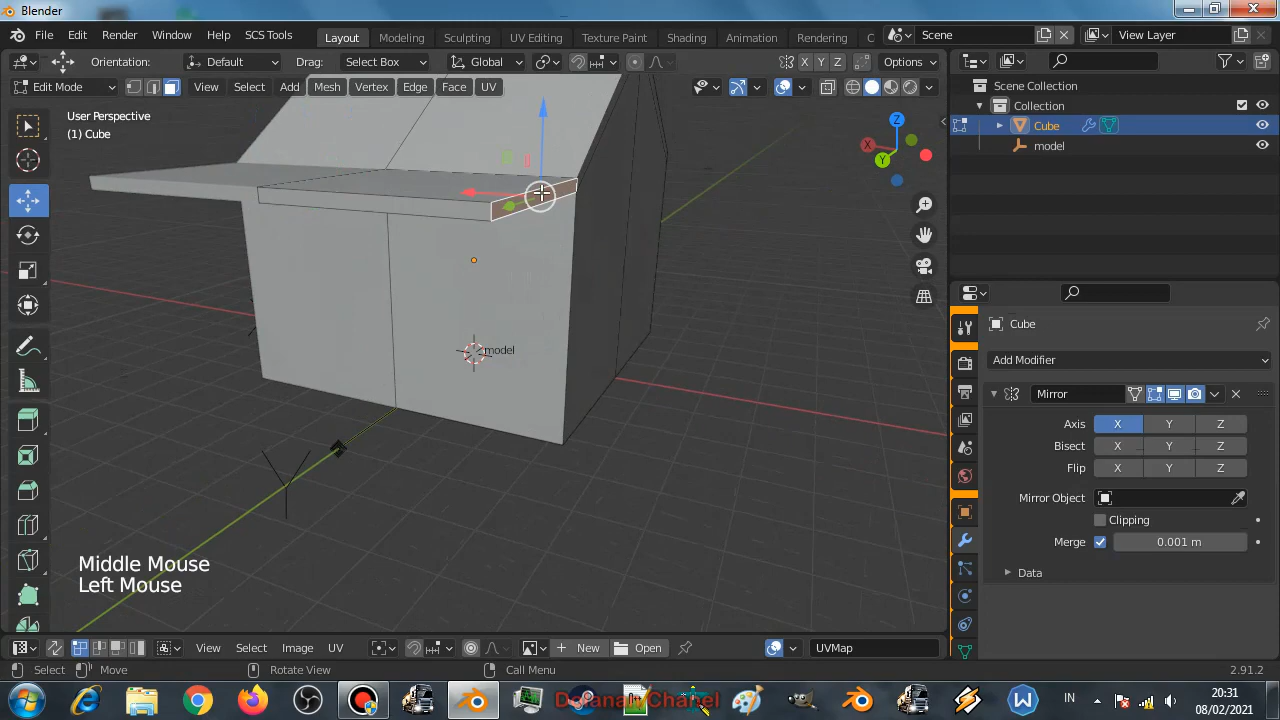 Blender
File Edit Render Window Help SCS Tools
Layout Modeling Sculpting UV Editing Texture Paint Shading Animation Rendering C
Scene
View Layer
Orientation: Default Drag: Select Box Global
X Y Z Options
Edit Mode View Select Add Mesh Vertex Edge Face UV
User Perspective
(1) Cube
Z
X
Y
model
Middle Mouse
Left Mouse
Scene Collection
Collection
Cube
model
Cube
Add Modifier
Mirror
Axis X Y Z
Bisect X Y Z
Flip X Y Z
Mirror Object
Clipping
Merge 0.001 m
Data
View Select Image UV New Open UVMap
Select Move Rotate View Call Menu 2.91.2
IN
20:31
08/02/2021